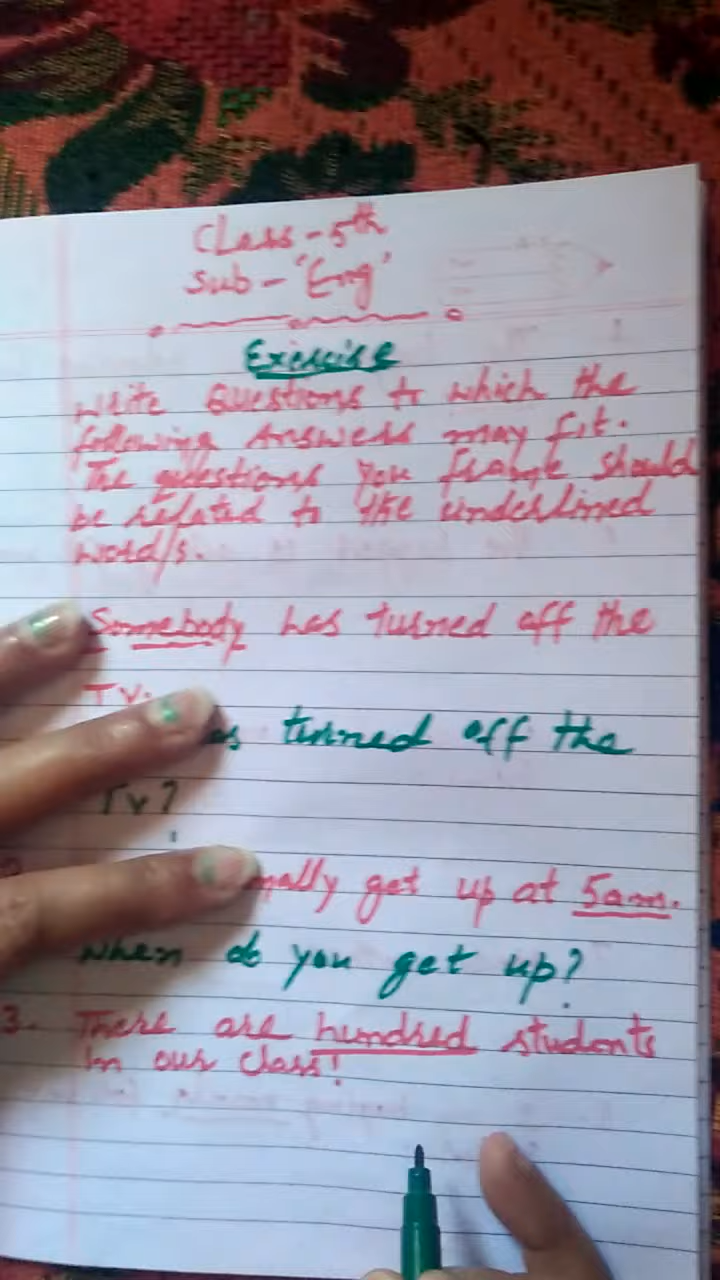 Class - 5th
Sub - 'Eng'
Exercise
Write Questions to which the
following Answers may fit.
The questions you frame should
be related to the underlined
word/s.
Somebody has turned off the
TV.
turned off the
TV?
get up at 5am.
When do you get up?
3. There are hundred students
in our class!